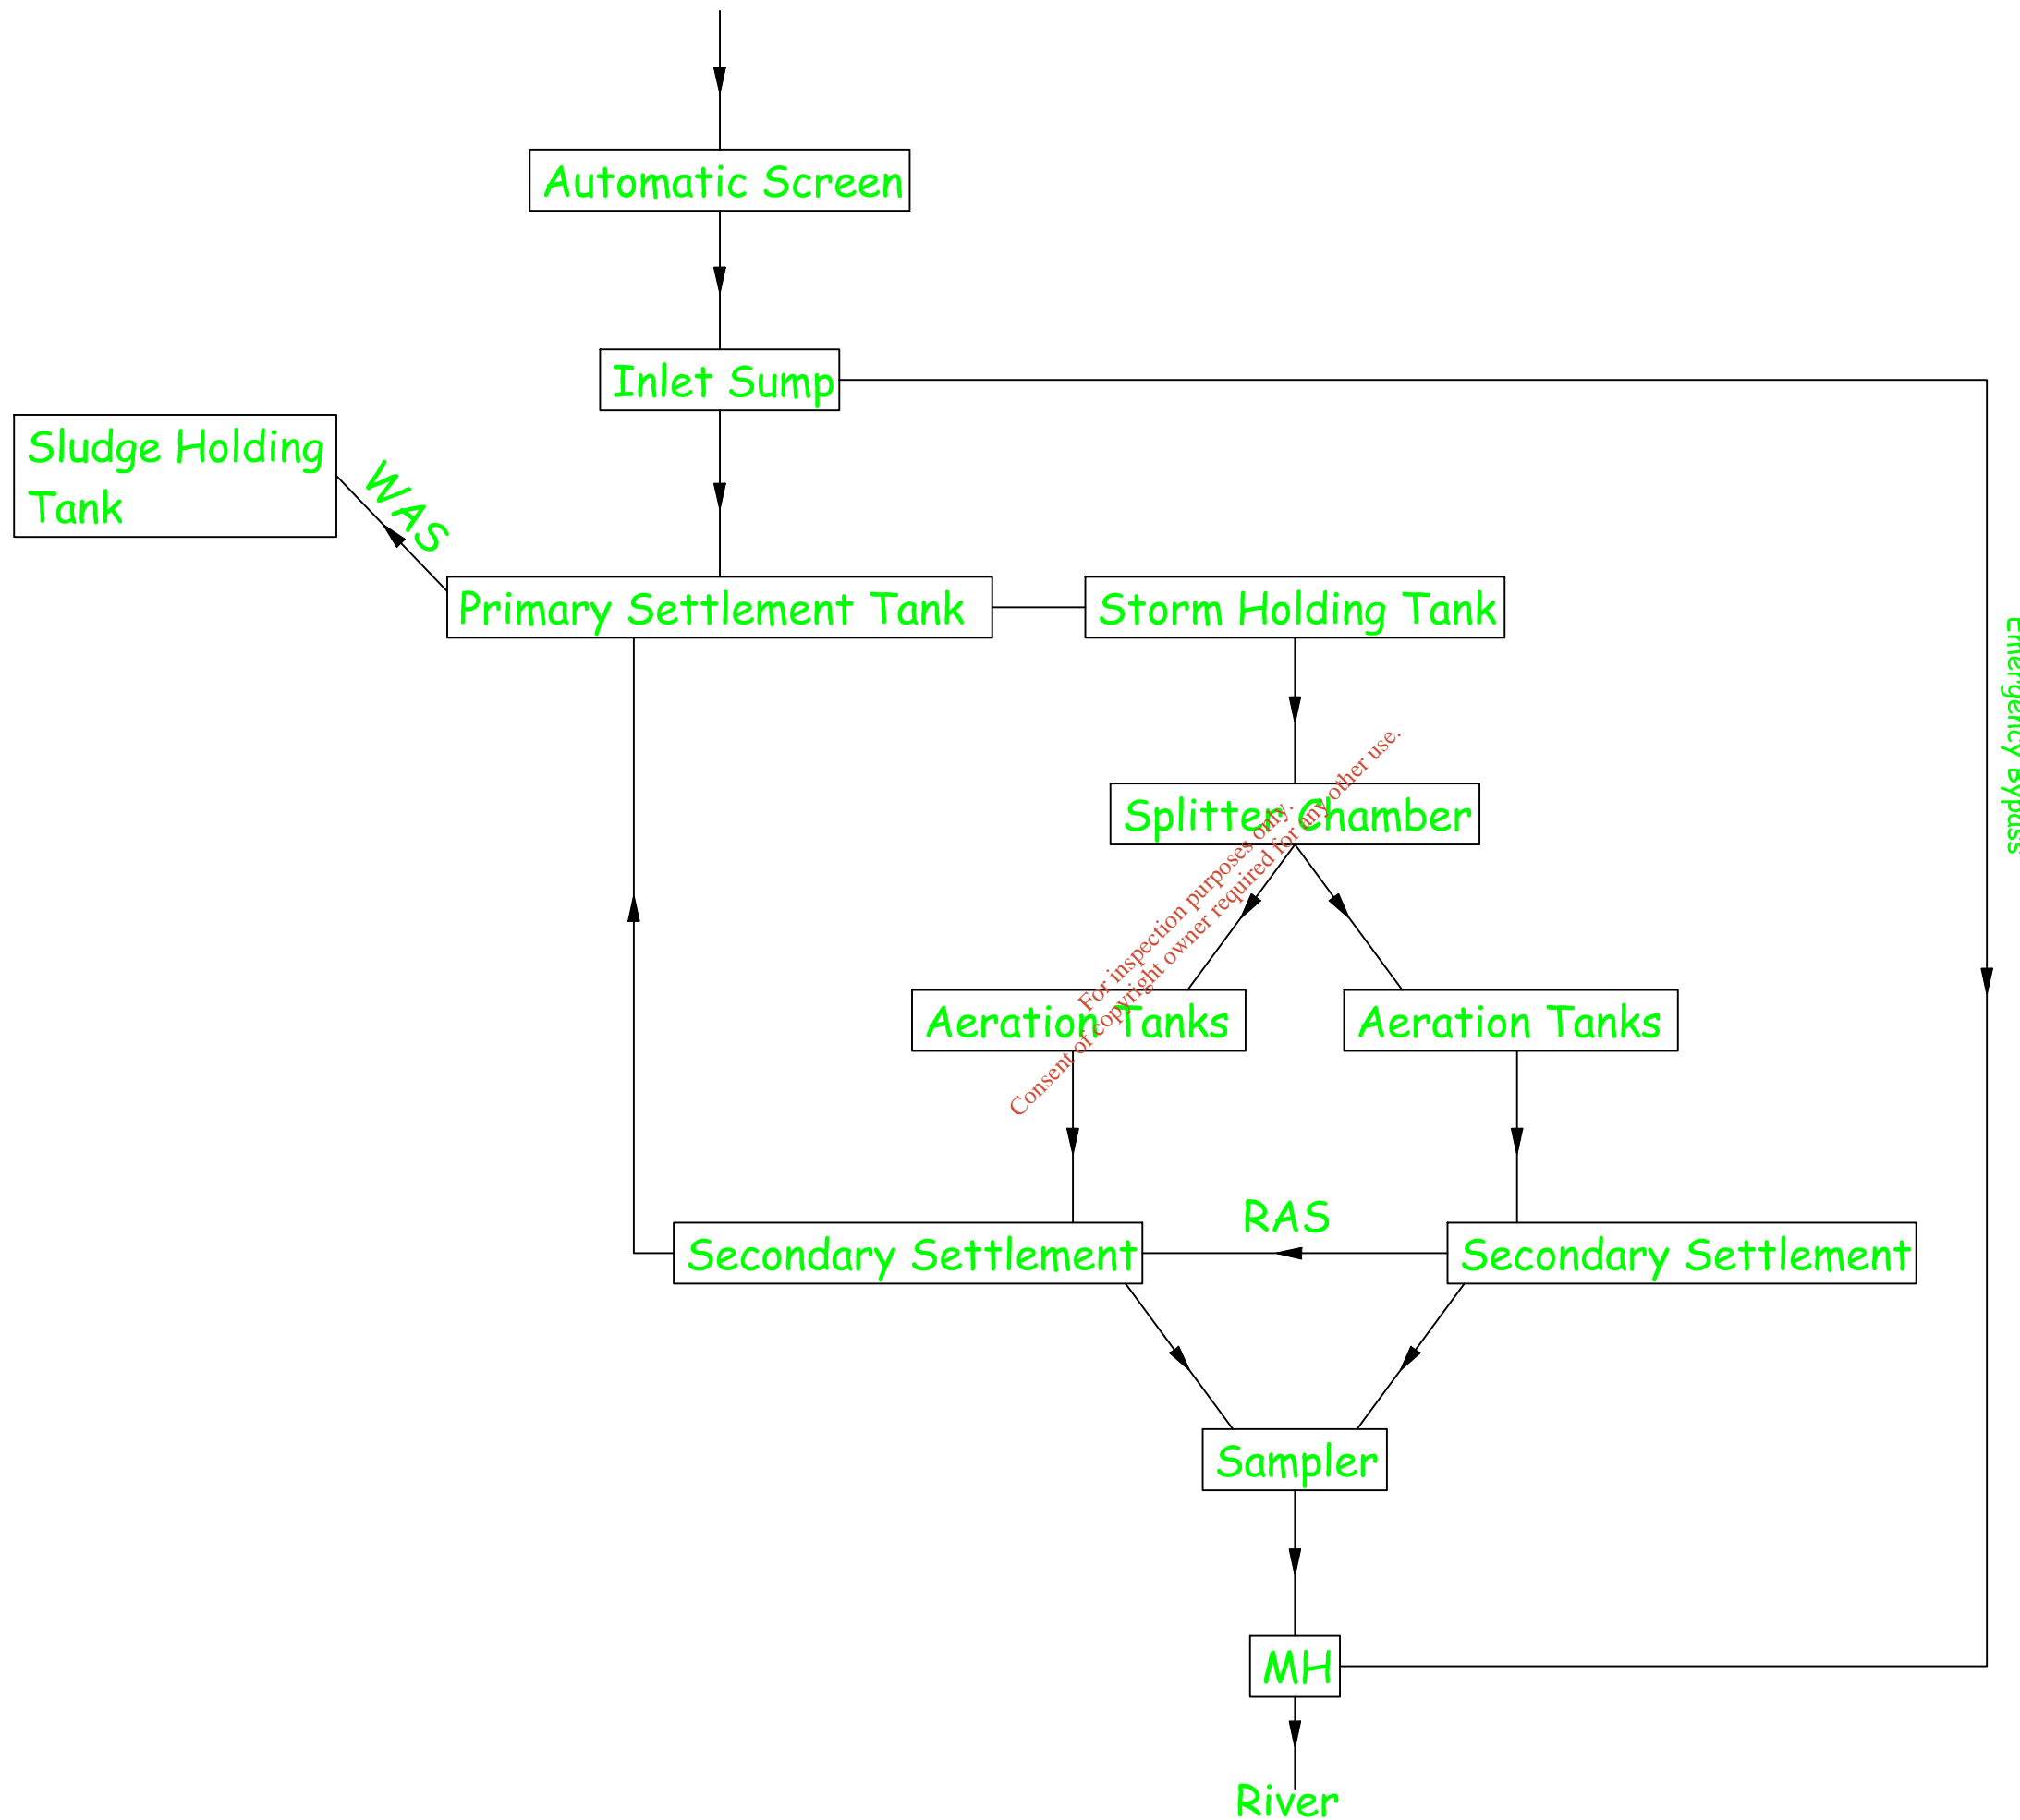 Automatic Screen
Inlet Sump
Sludge Holding
Tank
WAS
Primary Settlement Tank
Storm Holding Tank
Emergency Bypass
Splitter Chamber
For inspection purposes only.
Consent of copyright owner required for any other use.
Aeration Tanks
Aeration Tanks
RAS
Secondary Settlement
Secondary Settlement
Sampler
MH
River